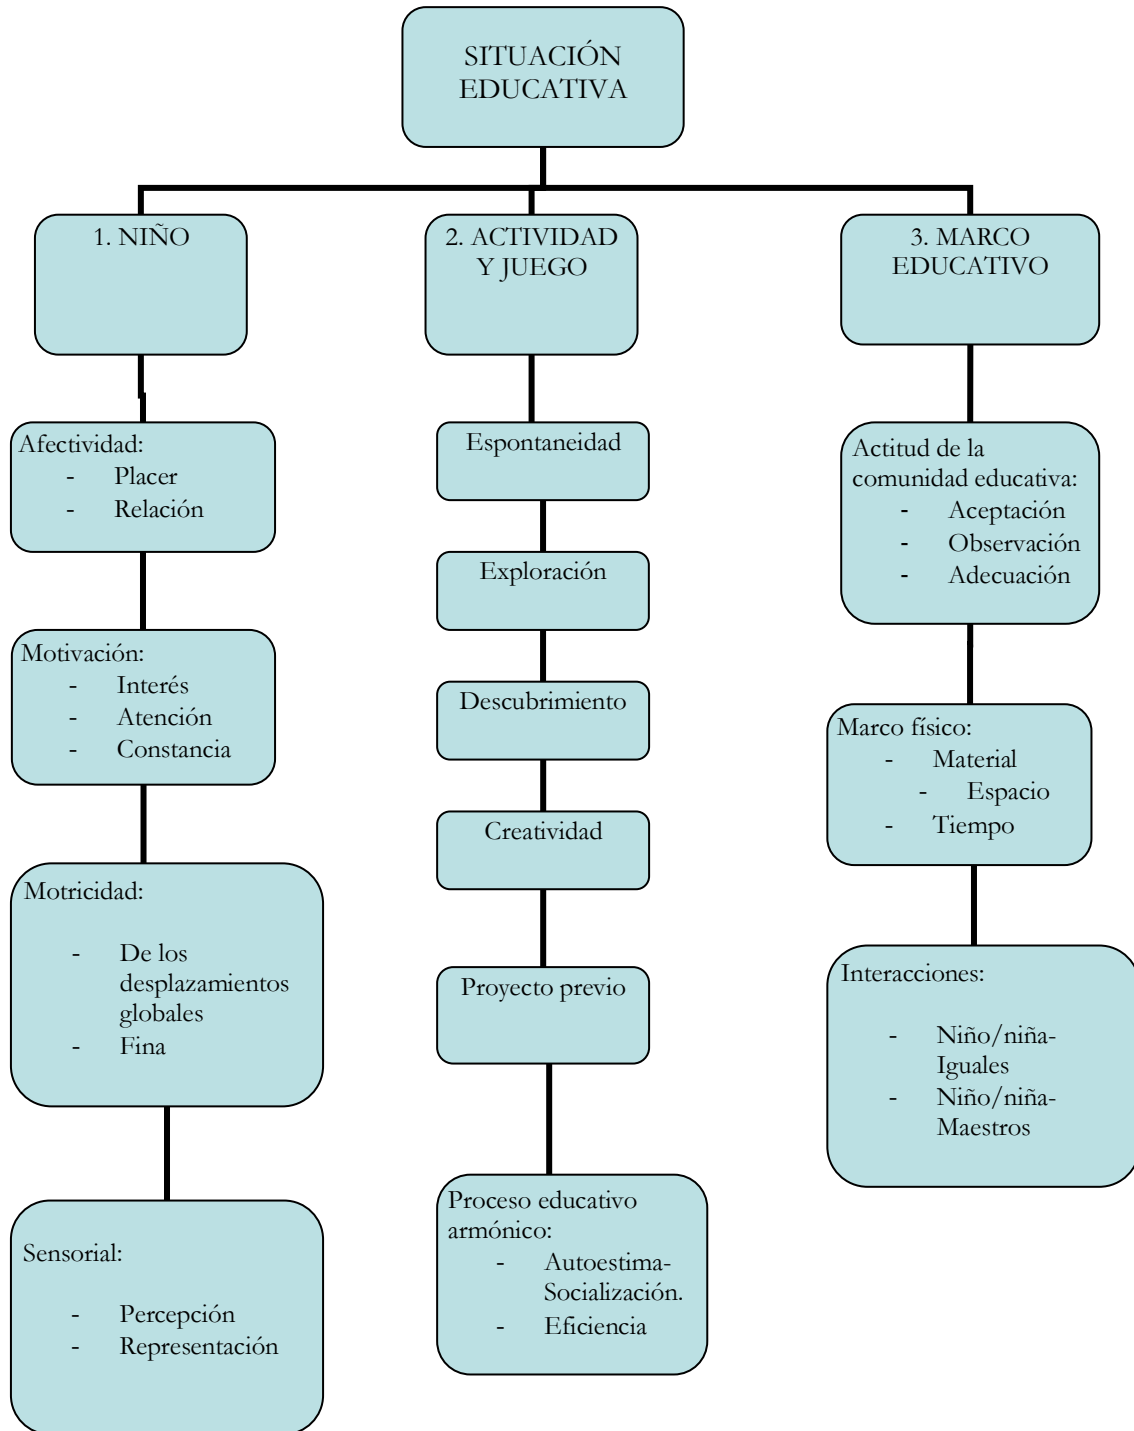 SITUACIÓN
EDUCATIVA
1. NIÑO
Afectividad:
- Placer
- Relación
Motivación:
- Interés
- Atención
- Constancia
Motricidad:
- De los
desplazamientos
globales
- Fina
Sensorial:
- Percepción
- Representación
2. ACTIVIDAD
Y JUEGO
Espontaneidad
Exploración
Descubrimiento
Creatividad
Proyecto previo
Proceso educativo
armónico:
- Autoestima-
Socialización.
- Eficiencia
3. MARCO
EDUCATIVO
Actitud de la
comunidad educativa:
- Aceptación
- Observación
- Adecuación
Marco físico:
- Material
- Espacio
- Tiempo
Interacciones:
- Niño/niña-
Iguales
- Niño/niña-
Maestros